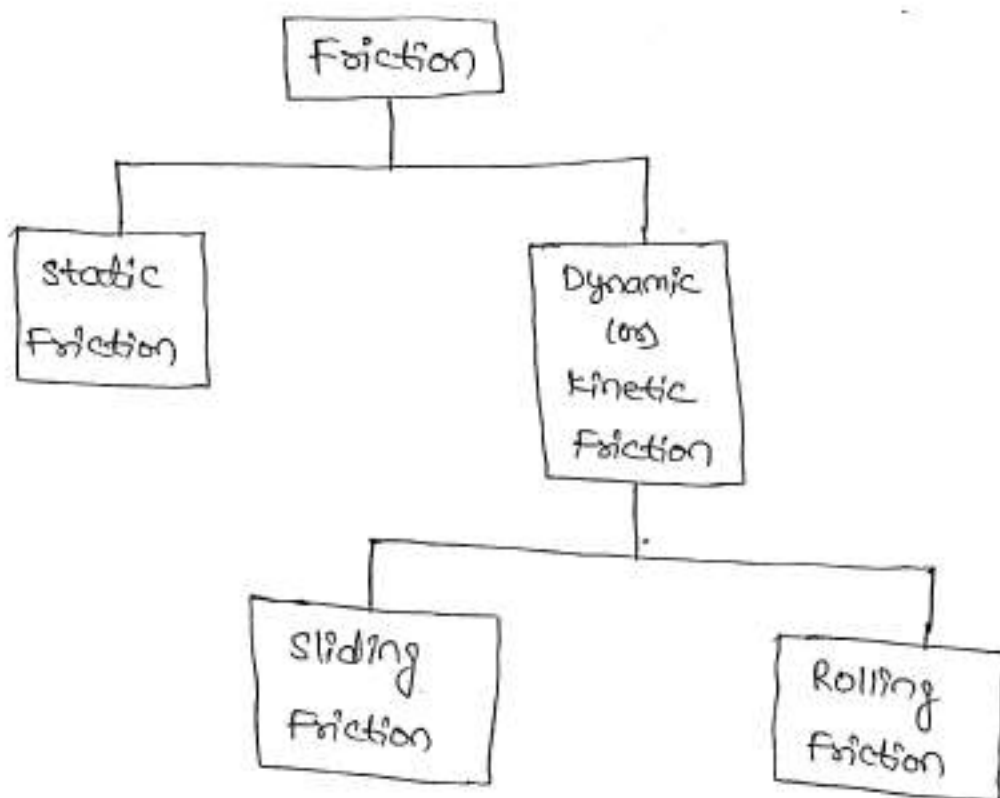 Friction
Static
Friction
Dynamic
(or)
Kinetic
Friction
Sliding
Friction
Rolling
Friction